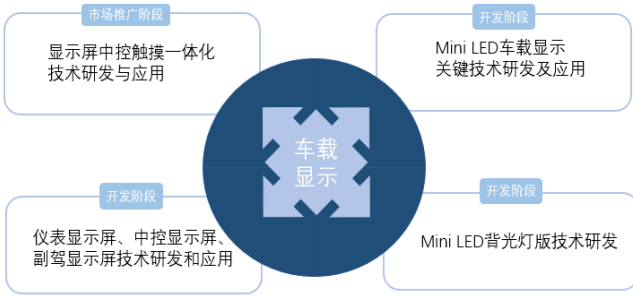 市场推广阶段
显示屏中控触摸一体化
技术研发与应用
开发阶段
Mini LED车载显示
关键技术研发及应用
车载
显示
开发阶段
仪表显示屏、中控显示屏、
副驾显示屏技术研发和应用
开发阶段
Mini LED背光灯版技术研发